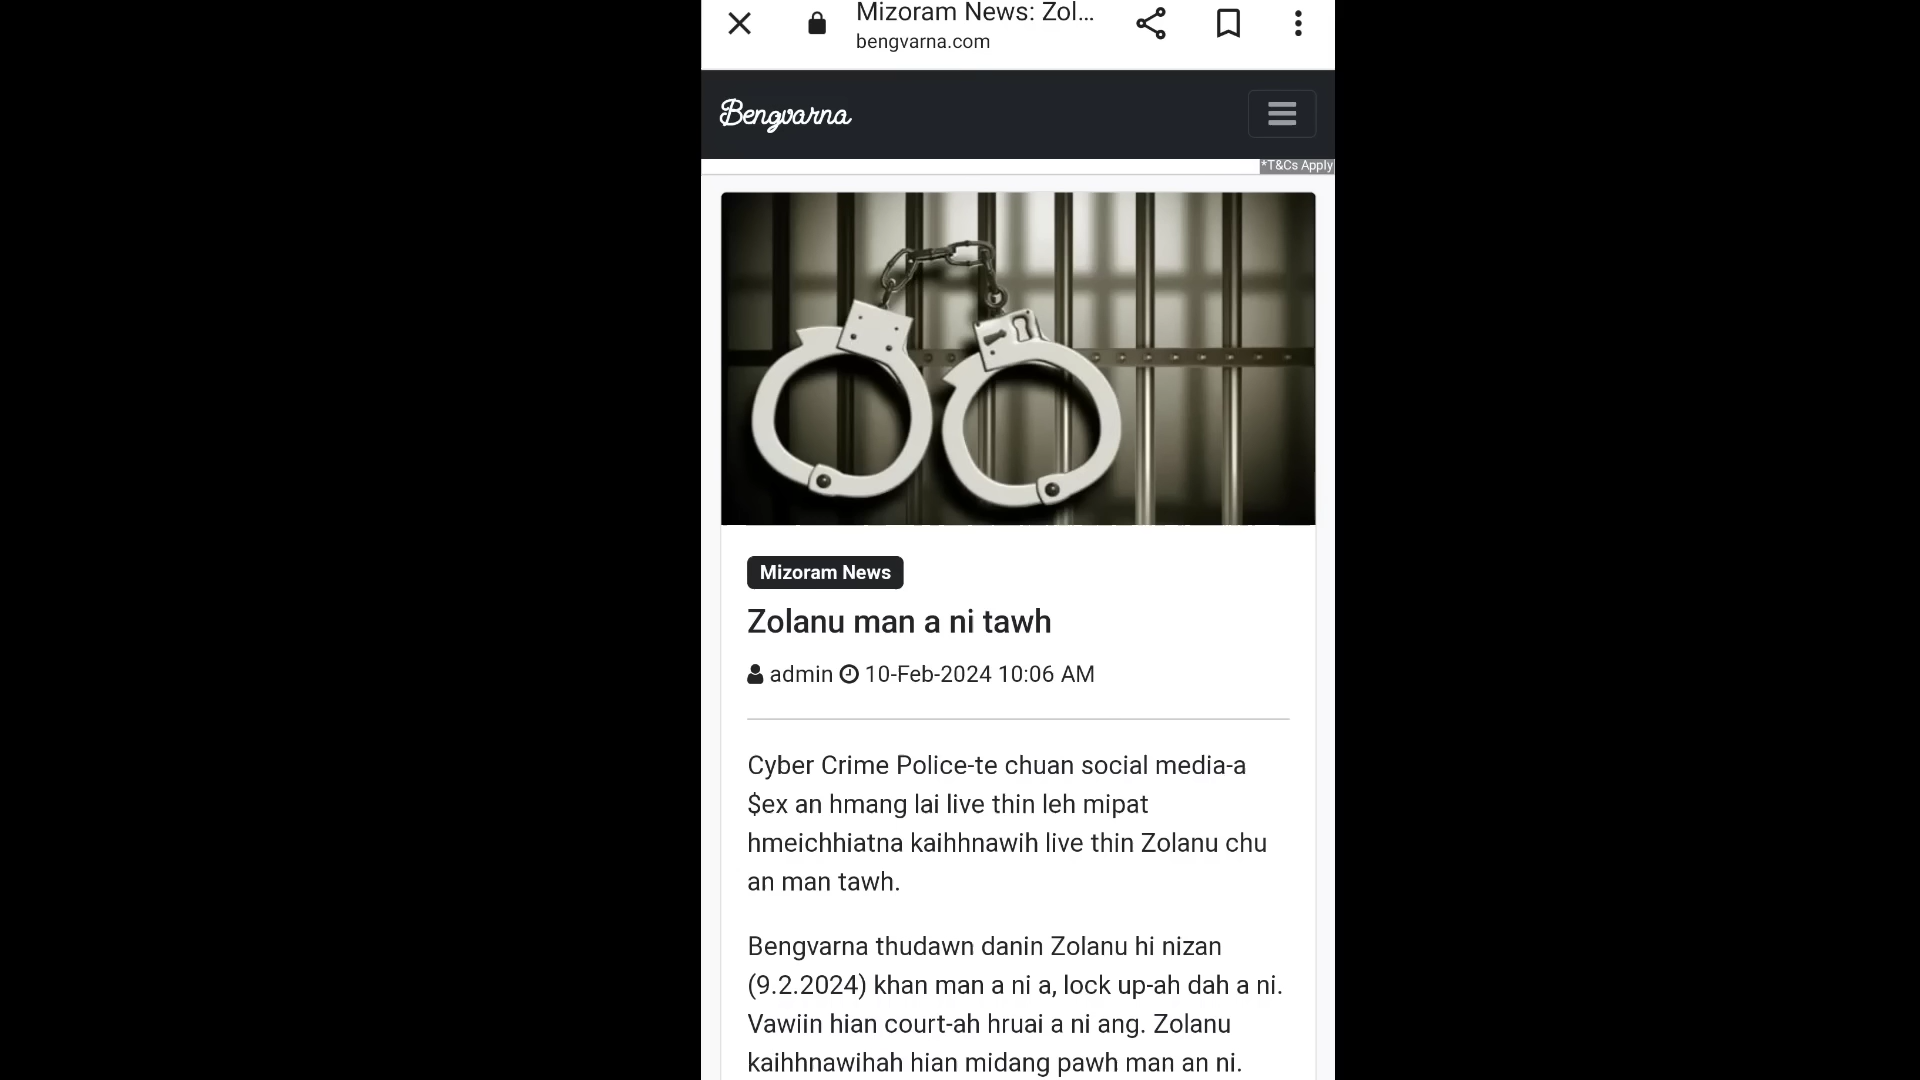 Mizoram News: Zol...
bengvarna.com
Bengvarna
*T&Cs Apply
Mizoram News
Zolanu man a ni tawh
admin 10-Feb-2024 10:06 AM
Cyber Crime Police-te chuan social media-a
$ex an hmang lai live thin leh mipat
hmeichhiatna kaihhnawih live thin Zolanu chu
an man tawh.
Bengvarna thudawn danin Zolanu hi nizan
(9.2.2024) khan man a ni a, lock up-ah dah a ni.
Vawiin hian court-ah hruai a ni ang. Zolanu
kaihhnawihah hian midang pawh man an ni.